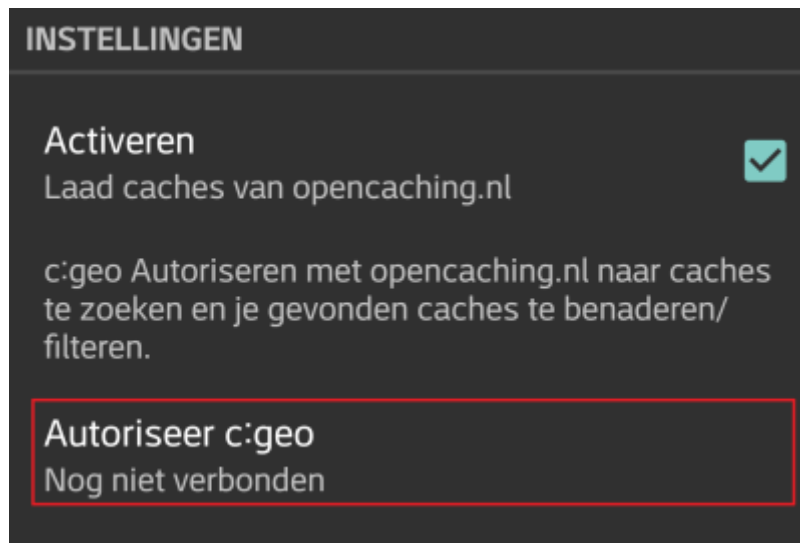 INSTELLINGEN
Activeren
Laad caches van opencaching.nl
c:geo Autoriseren met opencaching.nl naar caches
te zoeken en je gevonden caches te benaderen/
filteren.
Autoriseer c:geo
Nog niet verbonden